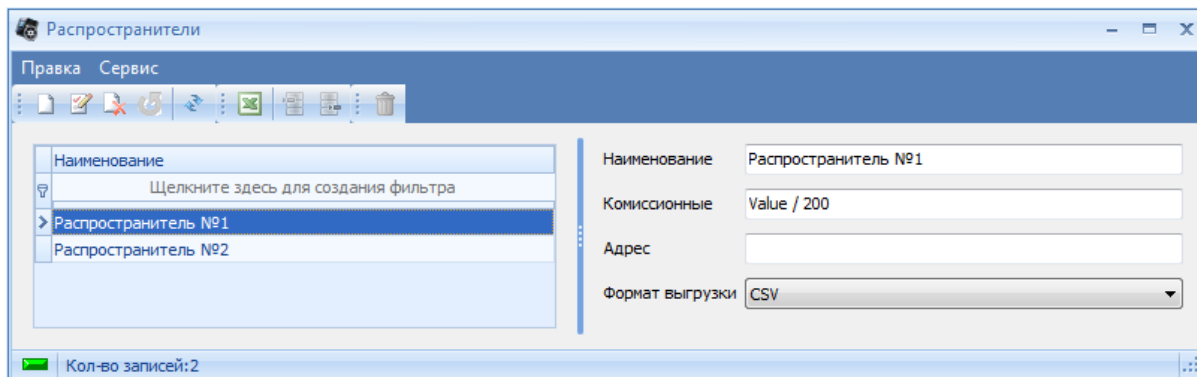 Распространители
Правка Сервис
Наименование
Щелкните здесь для создания фильтра
Распространитель №1
Распространитель №2
Наименование Распространитель №1
Комиссионные Value / 200
Адрес
Формат выгрузки CSV
Кол-во записей:2